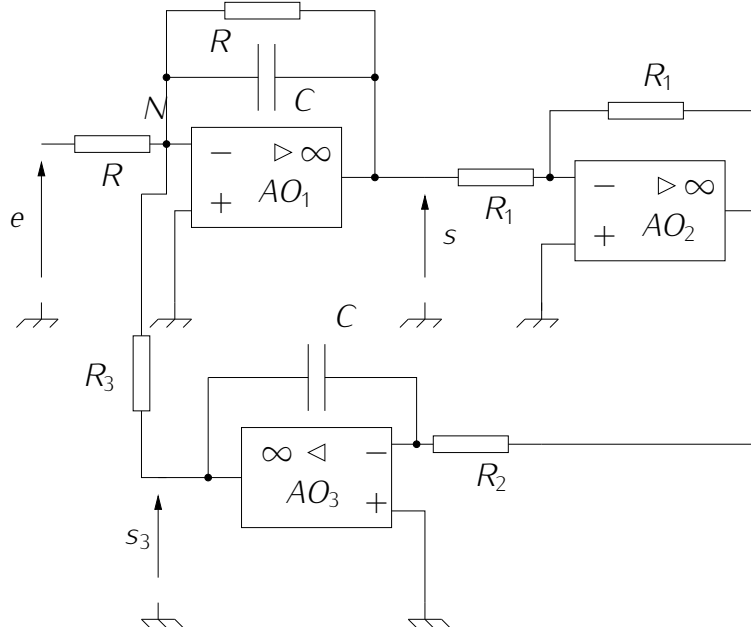 R
C
N
R
− ▷ ∞
+ AO₁
R₁
e
s
R₁
− ▷ ∞
+ AO₂
C
R₃
∞ ◁ −
AO₃ +
R₂
s₃